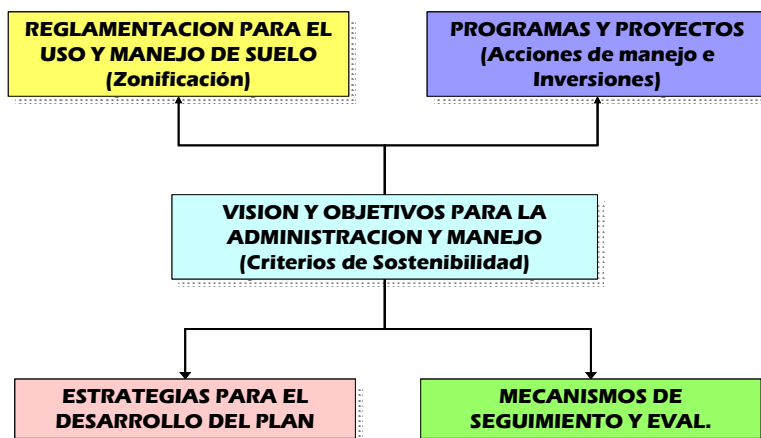 REGLAMENTACION PARA EL
USO Y MANEJO DE SUELO
(Zonificación)
PROGRAMAS Y PROYECTOS
(Acciones de manejo e
Inversiones)
VISION Y OBJETIVOS PARA LA
ADMINISTRACION Y MANEJO
(Criterios de Sostenibilidad)
ESTRATEGIAS PARA EL
DESARROLLO DEL PLAN
MECANISMOS DE
SEGUIMIENTO Y EVAL.